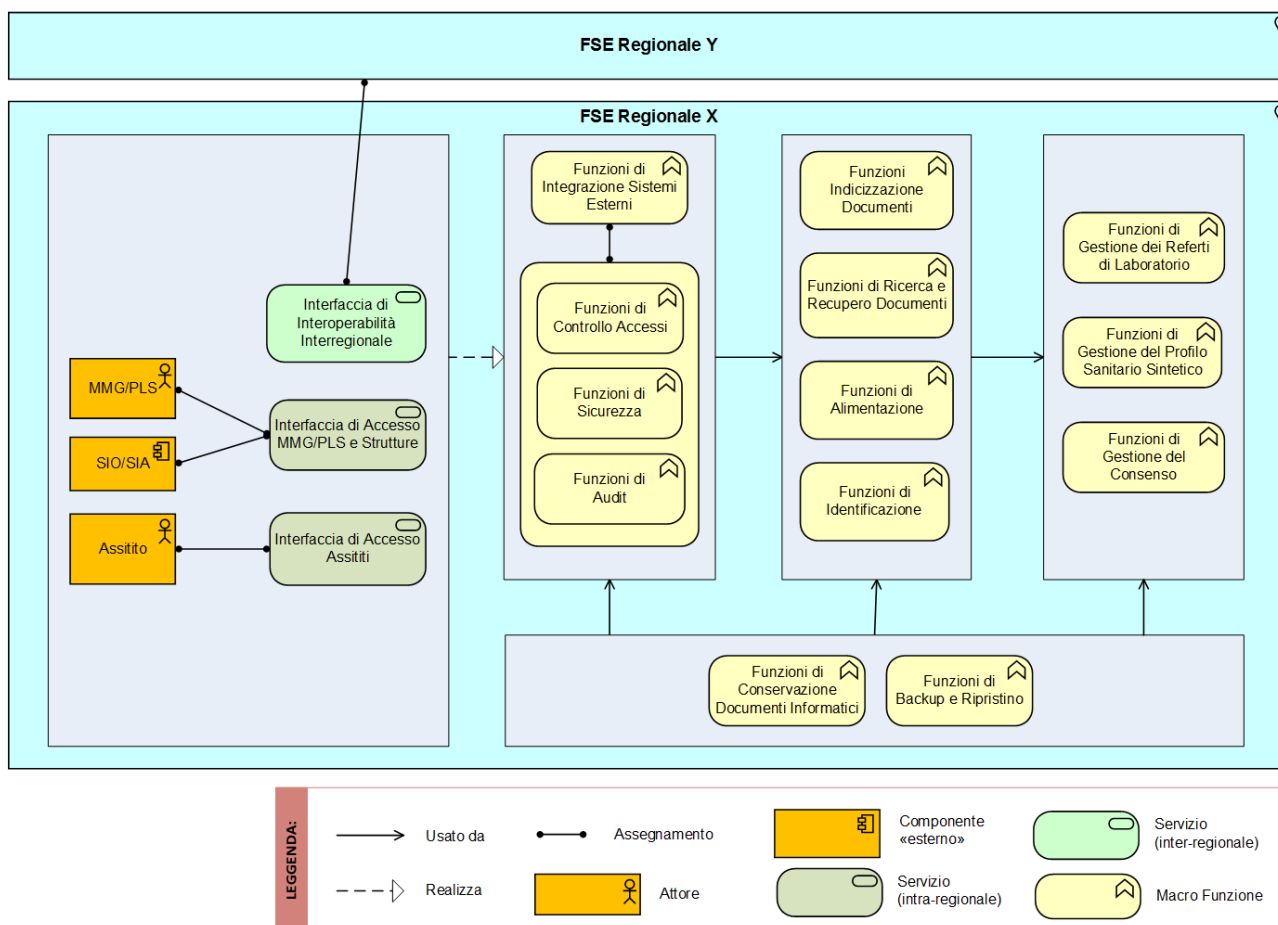 FSE Regionale Y
FSE Regionale X
Interfaccia di
Interoperabilità
Interregionale
MMG/PLS
SIO/SIA
Interfaccia di Accesso
MMG/PLS e Strutture
Assitito
Interfaccia di Accesso
Assititi
Funzioni di
Integrazione Sistemi
Esterni
Funzioni di
Controllo Accessi
Funzioni di
Sicurezza
Funzioni di
Audit
Funzioni
Indicizzazione
Documenti
Funzioni di Ricerca e
Recupero Documenti
Funzioni di
Alimentazione
Funzioni di
Identificazione
Funzioni di
Gestione dei Referti
di Laboratorio
Funzioni di
Gestione del Profilo
Sanitario Sintetico
Funzioni di
Gestione del
Consenso
Funzioni di
Conservazione
Documenti Informatici
Funzioni di
Backup e Ripristino
LEGGENDA:
Usato da
Assegnamento
Componente
«esterno»
Servizio
(inter-regionale)
Realizza
Attore
Servizio
(intra-regionale)
Macro Funzione